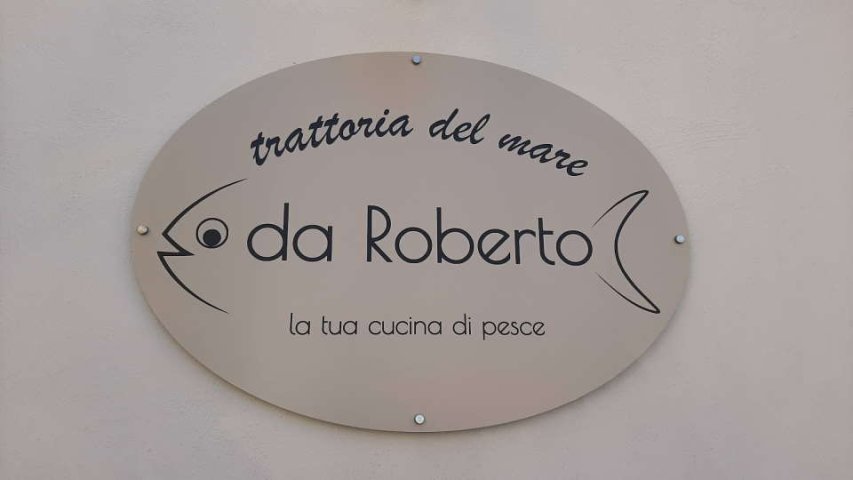 trattoria del mare
da Roberto
la tua cucina di pesce